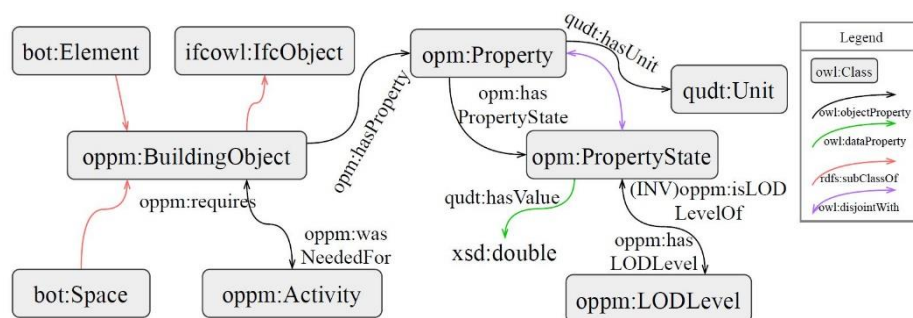 bot:Element
ifcowl:IfcObject
opm:Property
qudt:hasUnit
qudt:Unit
opm:hasProperty
opm:has
PropertyState
oppm:BuildingObject
opm:PropertyState
oppm:requires
qudt:hasValue
(INV)oppm:isLOD
LevelOf
oppm:was
NeededFor
xsd:double
oppm:has
LODLevel
bot:Space
oppm:Activity
oppm:LODLevel
Legend
owl:Class
owl:objectProperty
owl:dataProperty
rdfs:subClassOf
owl:disjointWith